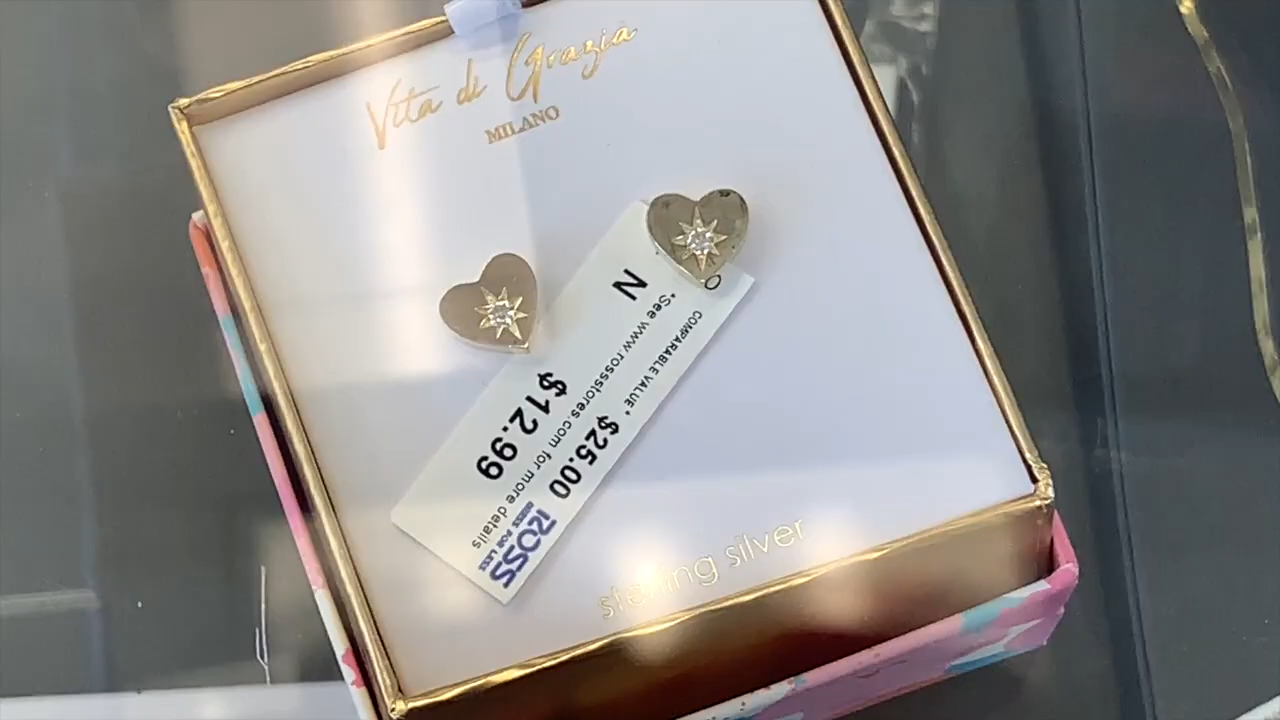 Vita di Grazia
MILANO
N
O
COMPARABLE VALUE*
*See www.rossstores.com for more details
$25.00
$12.99
ROSS
DRESS FOR LESS
sterling silver